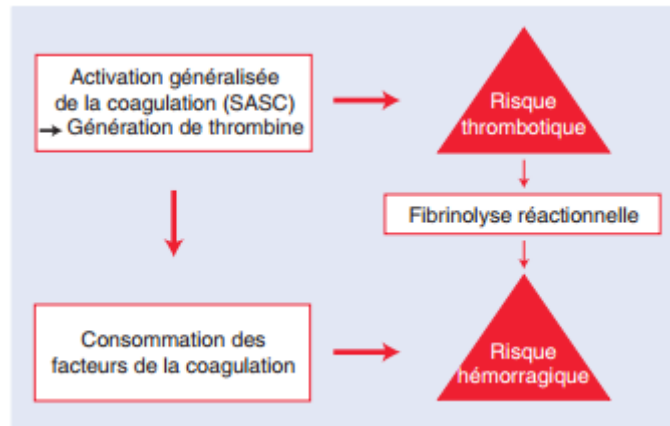 Activation généralisée
de la coagulation (SASC)
→ Génération de thrombine
Risque
thrombotique
Fibrinolyse réactionnelle
Consommation des
facteurs de la coagulation
Risque
hémorragique